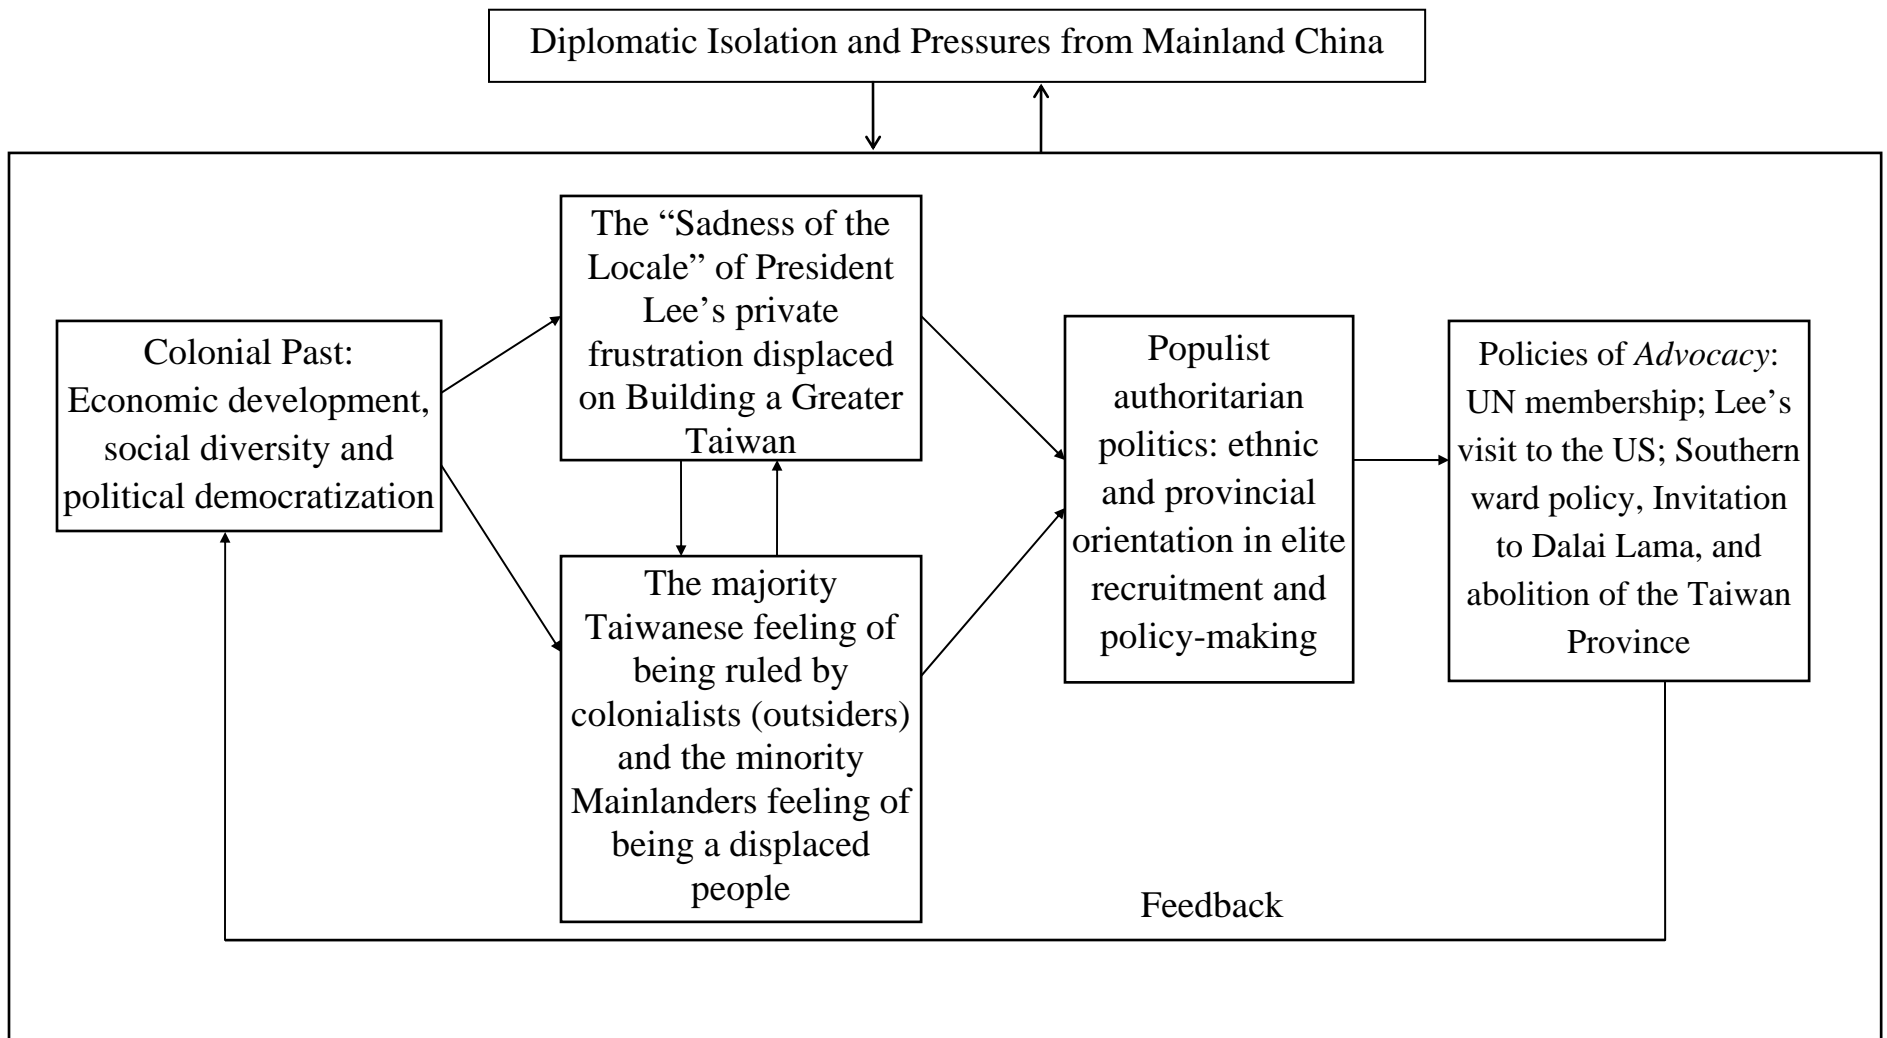 Diplomatic Isolation and Pressures from Mainland China
The “Sadness of the
Locale” of President
Lee’s private
frustration displaced
on Building a Greater
Taiwan
Colonial Past:
Economic development,
social diversity and
political democratization
The majority
Taiwanese feeling of
being ruled by
colonialists (outsiders)
and the minority
Mainlanders feeling of
being a displaced
people
Populist
authoritarian
politics: ethnic
and provincial
orientation in elite
recruitment and
policy-making
Policies of Advocacy:
UN membership; Lee’s
visit to the US; Southern
ward policy, Invitation
to Dalai Lama, and
abolition of the Taiwan
Province
Feedback